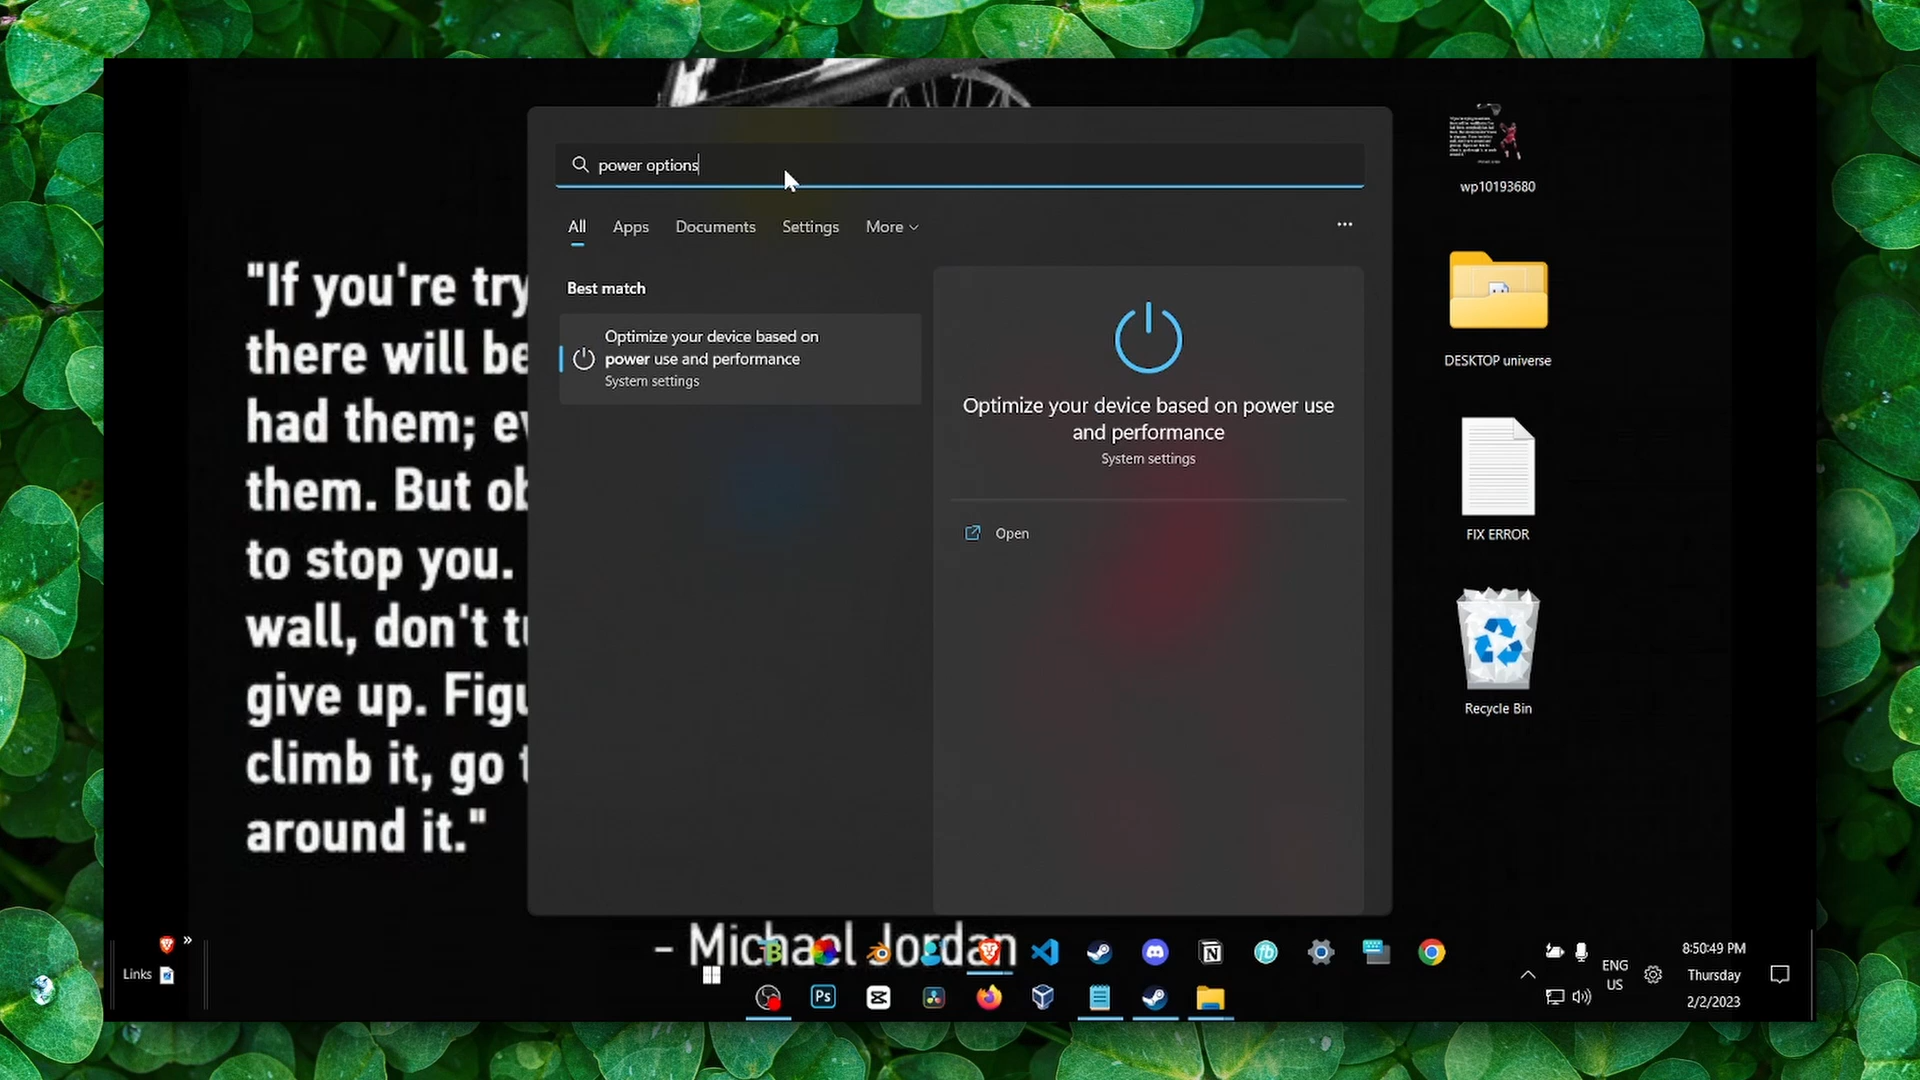 power options
All Apps Documents Settings More
Best match
Optimize your device based on
power use and performance
System settings
Optimize your device based on power use
and performance
System settings
Open
"If you're try
there will be
had them; ev
them. But ob
to stop you.
wall, don't tu
give up. Figu
climb it, go t
around it."
– Michael Jordan
wp10193680
DESKTOP universe
FIX ERROR
Recycle Bin
Links
Ps
ENG
US
8:50:49 PM
Thursday
2/2/2023